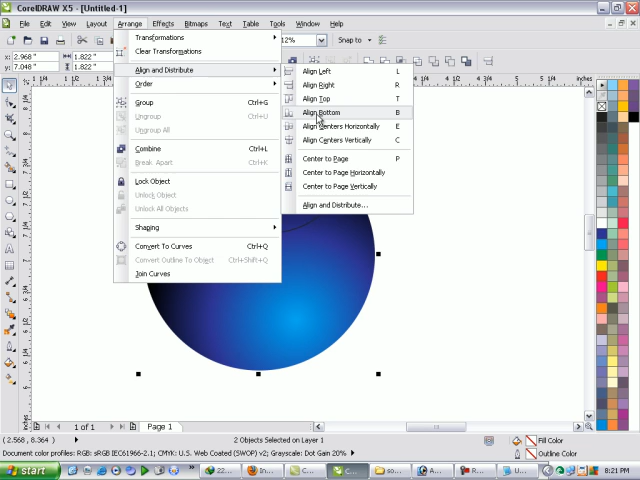 CorelDRAW X5 - [Untitled-1]
File Edit View Layout Arrange Effects Bitmaps Text Table Tools Window Help
12% Snap to
x: 2.968 " 1.822 "
y: 7.048 " 1.822 "
Transformations
Clear Transformations
Align and Distribute
Order
Group Ctrl+G
Ungroup
Ungroup All
Combine Ctrl+L
Break Apart Ctrl+K
Lock Object
Unlock Object
Unlock All Objects
Shaping
Convert To Curves Ctrl+Q
Convert Outline To Object Ctrl+Shift+Q
Join Curves
Align Left L
Align Right R
Align Top T
Align Bottom B
Align Centers Horizontally E
Align Centers Vertically C
Center to Page P
Center to Page Horizontally
Center to Page Vertically
Align and Distribute...
inches
1 of 1 Page 1
( 2.568 , 8.364 ) 2 Objects Selected on Layer 1 Fill Color
Document color profiles: RGB: sRGB IEC61966-2.1; CMYK: U.S. Web Coated (SWOP) v2; Grayscale: Dot Gain 20% Outline Color
start 22... In... C... C... so... A... R... U... 8:21 PM